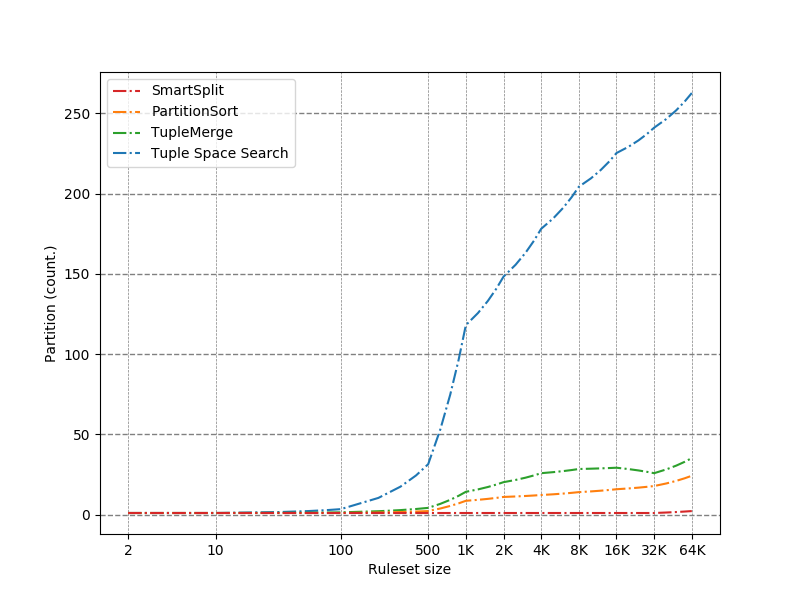 SmartSplit
PartitionSort
TupleMerge
Tuple Space Search
Partition (count.)
250
200
150
100
50
0
2 10 100 500 1K 2K 4K 8K 16K 32K 64K
Ruleset size